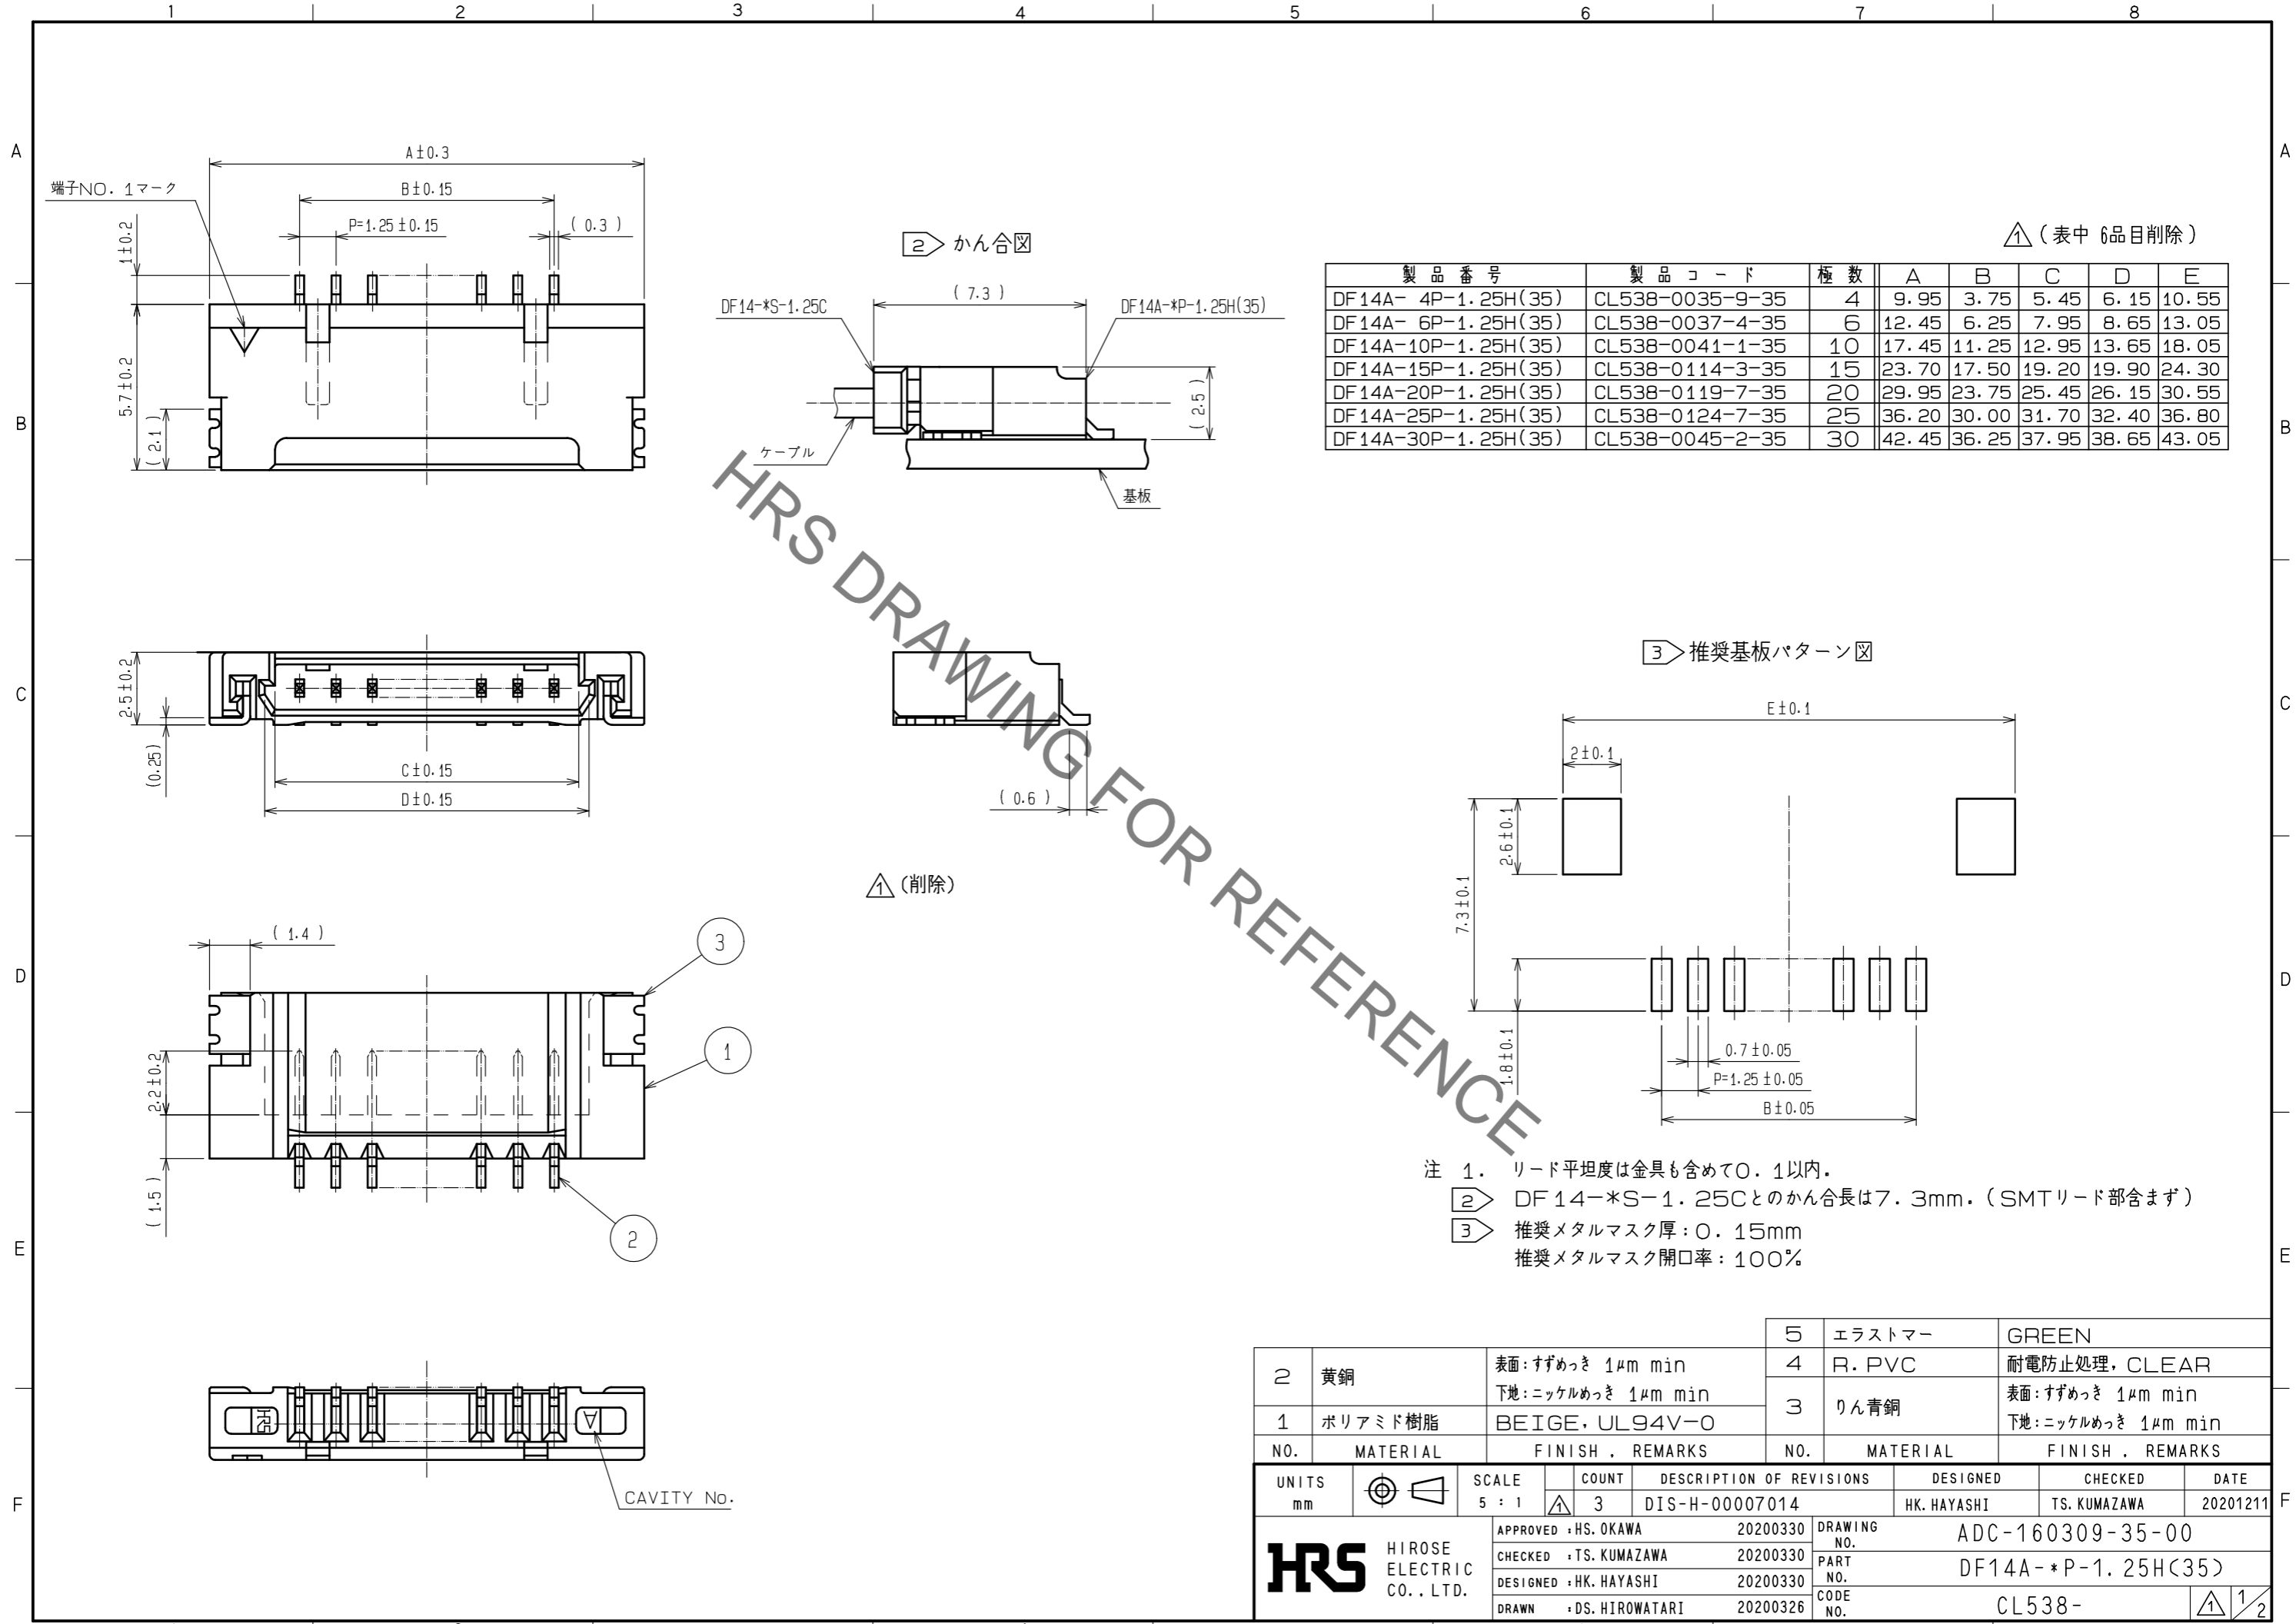 1 2 3 4 5 6 7 8
A
B
C
D
E
F
A
B
C
D
E
F
A±0.3
端子NO. 1マーク
B±0.15
P=1.25±0.15
( 0.3 )
1±0.2
5.7±0.2
( 2.1 )
2 かん合図
DF14-*S-1.25C
( 7.3 )
DF14A-*P-1.25H(35)
( 2.5 )
ケーブル
基板
1 (表中 6品目削除)
製品番号 製品コード 極数 A B C D E
DF14A- 4P-1.25H(35) CL538-0035-9-35 4 9.95 3.75 5.45 6.15 10.55
DF14A- 6P-1.25H(35) CL538-0037-4-35 6 12.45 6.25 7.95 8.65 13.05
DF14A-10P-1.25H(35) CL538-0041-1-35 10 17.45 11.25 12.95 13.65 18.05
DF14A-15P-1.25H(35) CL538-0114-3-35 15 23.70 17.50 19.20 19.90 24.30
DF14A-20P-1.25H(35) CL538-0119-7-35 20 29.95 23.75 25.45 26.15 30.55
DF14A-25P-1.25H(35) CL538-0124-7-35 25 36.20 30.00 31.70 32.40 36.80
DF14A-30P-1.25H(35) CL538-0045-2-35 30 42.45 36.25 37.95 38.65 43.05
HRS DRAWING FOR REFERENCE
2.5±0.2
(0.25)
C±0.15
D±0.15
( 0.6 )
3 推奨基板パターン図
E±0.1
2±0.1
2.6±0.1
7.3±0.1
1.8±0.1
0.7±0.05
P=1.25±0.05
B±0.05
1 (削除)
( 1.4 )
3
1
2
2.2±0.2
( 1.5 )
注 1. リード平坦度は金具も含めて0.1以内.
2 DF14-*S-1.25Cとのかん合長は7.3mm.(SMTリード部含まず)
3 推奨メタルマスク厚:0.15mm
推奨メタルマスク開口率:100%
HRS
A
CAVITY No.
5 エラストマー GREEN
4 R.PVC 耐電防止処理, CLEAR
3 りん青銅 表面:すずめっき 1μm min
下地:ニッケルめっき 1μm min
2 黄銅 表面:すずめっき 1μm min
下地:ニッケルめっき 1μm min
1 ポリアミド樹脂 BEIGE, UL94V-0
NO. MATERIAL FINISH . REMARKS NO. MATERIAL FINISH . REMARKS
UNITS
mm
SCALE
5 : 1
COUNT DESCRIPTION OF REVISIONS DESIGNED CHECKED DATE
1 3 DIS-H-00007014 HK.HAYASHI TS.KUMAZAWA 20201211
HRS
HIROSE
ELECTRIC
CO.,LTD.
APPROVED :HS.OKAWA 20200330
CHECKED :TS.KUMAZAWA 20200330
DESIGNED :HK.HAYASHI 20200330
DRAWN :DS.HIROWATARI 20200326
DRAWING NO. ADC-160309-35-00
PART NO. DF14A-*P-1.25H(35)
CODE NO. CL538- 1 1/2